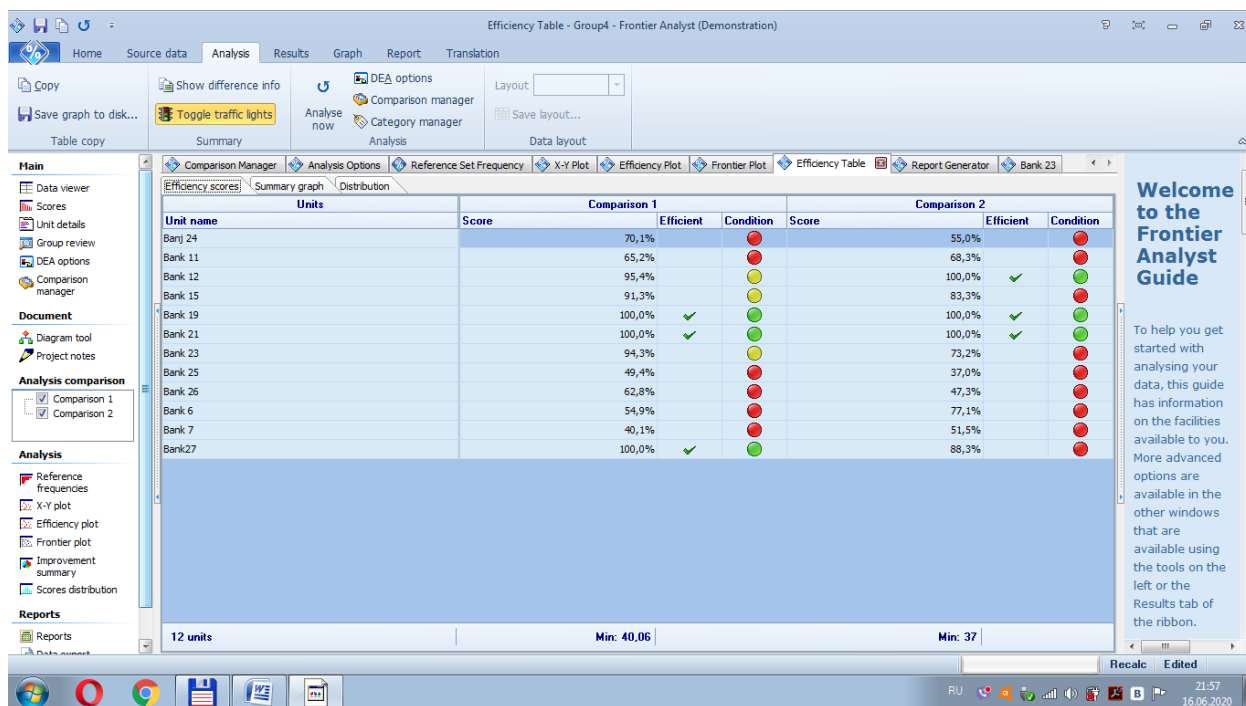 Efficiency Table - Group4 - Frontier Analyst (Demonstration)
Home Source data Analysis Results Graph Report Translation
Copy
Save graph to disk...
Table copy
Show difference info
Toggle traffic lights
Summary
Analyse now
DEA options
Comparison manager
Category manager
Analysis
Layout
Save layout...
Data layout
Main
Data viewer
Scores
Unit details
Group review
DEA options
Comparison
manager
Document
Diagram tool
Project notes
Analysis comparison
Comparison 1
Comparison 2
Analysis
Reference
frequencies
X-Y plot
Efficiency plot
Frontier plot
Improvement
summary
Scores distribution
Reports
Reports
Data export
Comparison Manager Analysis Options Reference Set Frequency X-Y Plot Efficiency Plot Frontier Plot Efficiency Table Report Generator Bank 23
Efficiency scores Summary graph Distribution
Units Comparison 1 Comparison 2
Unit name Score Efficient Condition Score Efficient Condition
Banj 24 70,1% 55,0%
Bank 11 65,2% 68,3%
Bank 12 95,4% 100,0%
Bank 15 91,3% 83,3%
Bank 19 100,0% 100,0%
Bank 21 100,0% 100,0%
Bank 23 94,3% 73,2%
Bank 25 49,4% 37,0%
Bank 26 62,8% 47,3%
Bank 6 54,9% 77,1%
Bank 7 40,1% 51,5%
Bank27 100,0% 88,3%
12 units Min: 40,06 Min: 37
Welcome
to the
Frontier
Analyst
Guide
To help you get
started with
analysing your
data, this guide
has information
on the facilities
available to you.
More advanced
options are
available in the
other windows
that are
available using
the tools on the
left or the
Results tab of
the ribbon.
Recalc Edited
RU
21:57
16.06.2020